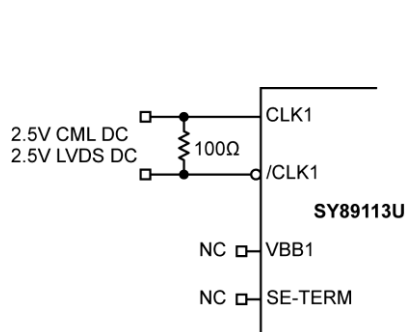 CLK1
2.5V CML DC
2.5V LVDS DC
100Ω
/CLK1
SY89113U
NC
VBB1
NC
SE-TERM